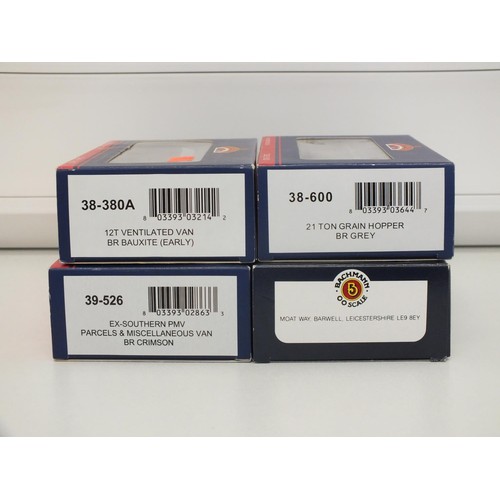 38-380A
8 03393 03214 2
12T VENTILATED VAN
BR BAUXITE (EARLY)
38-600
8 03393 03644 7
21 TON GRAIN HOPPER
BR GREY
39-526
8 03393 02863 3
EX-SOUTHERN PMV
PARCELS & MISCELLANEOUS VAN
BR CRIMSON
BACHMANN
OO SCALE
MOAT WAY. BARWELL. LEICESTERSHIRE LE9 8EY